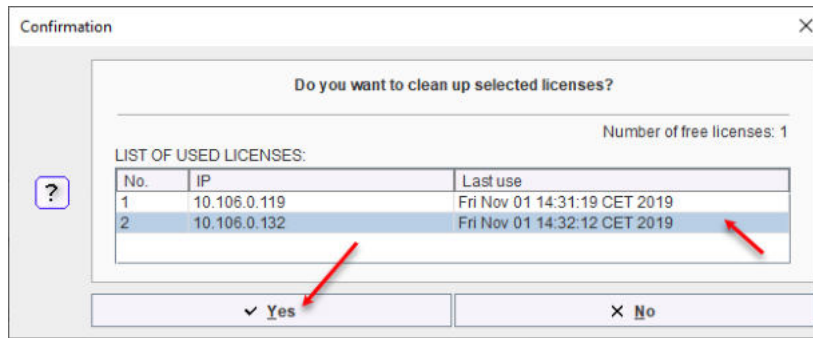 Confirmation
Do you want to clean up selected licenses?
Number of free licenses: 1
LIST OF USED LICENSES:
No. IP Last use
1 10.106.0.119 Fri Nov 01 14:31:19 CET 2019
2 10.106.0.132 Fri Nov 01 14:32:12 CET 2019
?
Yes No